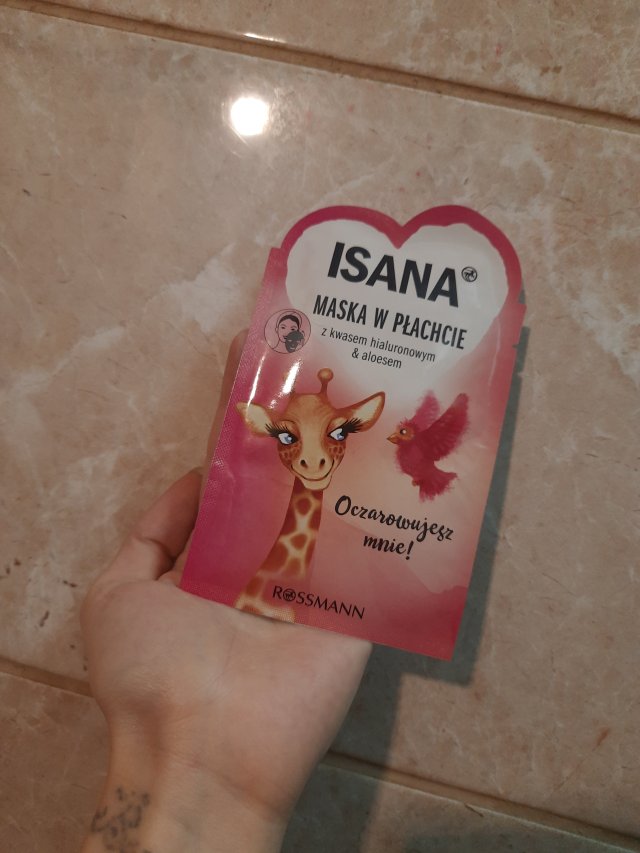 ISANA
MASKA W PŁACHCIE
z kwasem hialuronowym
& aloesem
Oczarowujesz
mnie!
ROSSMANN